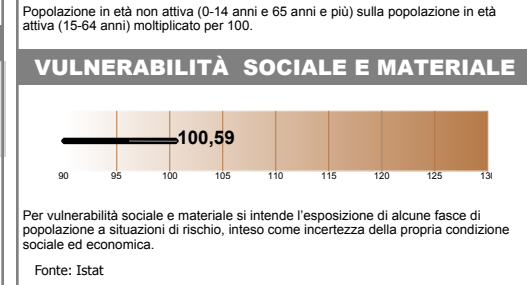 Popolazione in età non attiva (0-14 anni e 65 anni e più) sulla popolazione in età
attiva (15-64 anni) moltiplicato per 100.
VULNERABILITÀ SOCIALE E MATERIALE
100,59
90 95 100 105 110 115 120 125 130
Per vulnerabilità sociale e materiale si intende l'esposizione di alcune fasce di
popolazione a situazioni di rischio, inteso come incertezza della propria condizione
sociale ed economica.
Fonte: Istat